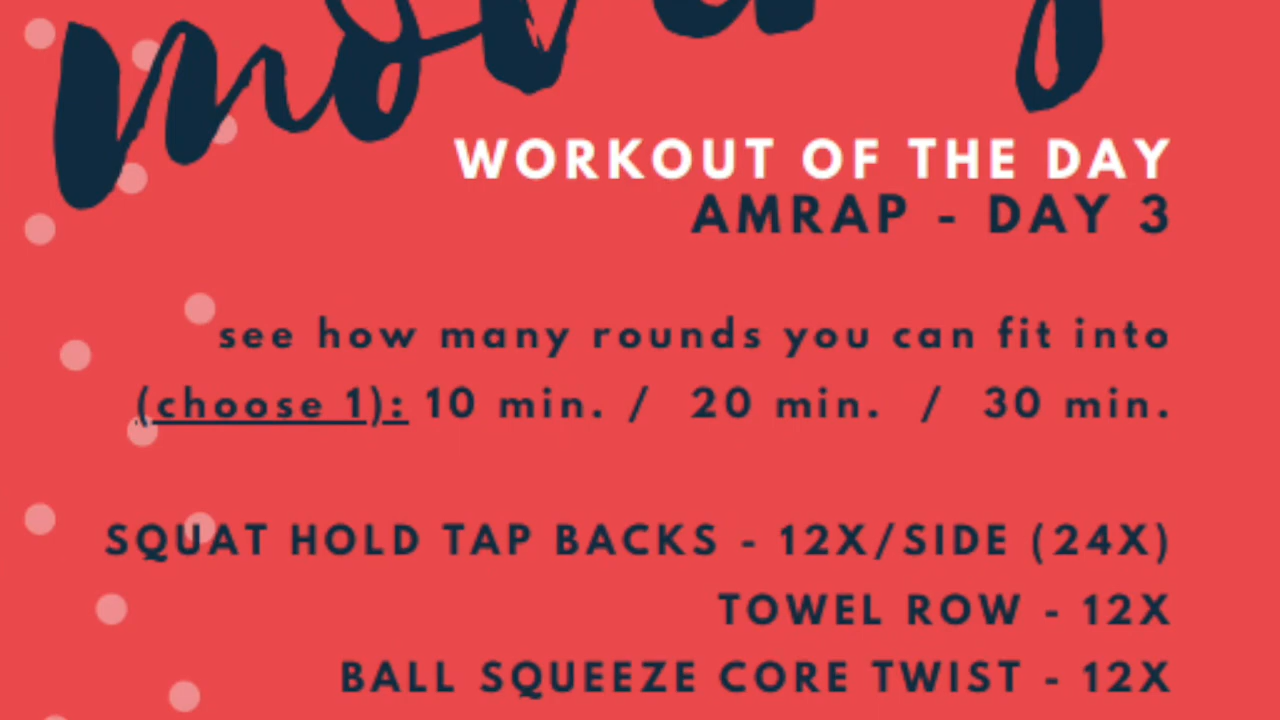 WORKOUT OF THE DAY
AMRAP - DAY 3
see how many rounds you can fit into
(choose 1): 10 min. / 20 min. / 30 min.
SQUAT HOLD TAP BACKS - 12X/SIDE (24X)
TOWEL ROW - 12X
BALL SQUEEZE CORE TWIST - 12X